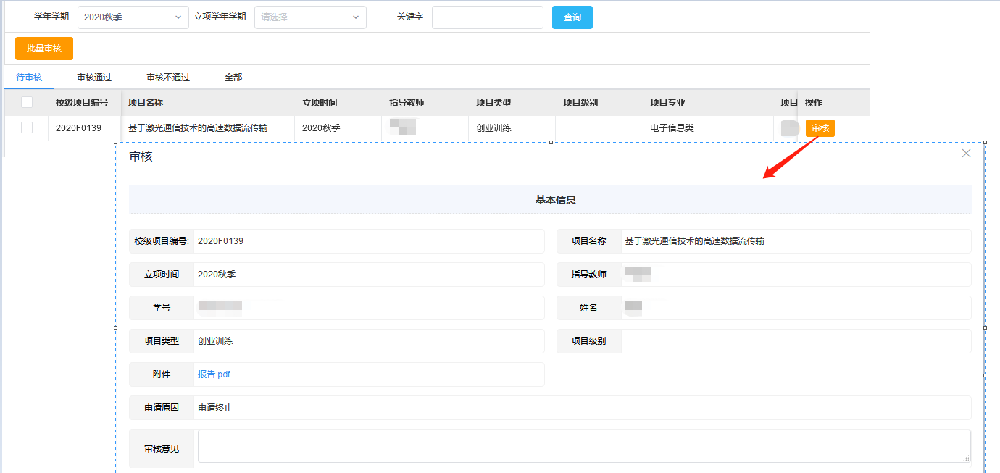 学年学期 2020秋季 立项学年学期 请选择 关键字 查询
批量审核
待审核 审核通过 审核不通过 全部
校级项目编号 项目名称 立项时间 指导教师 项目类型 项目级别 项目专业 项目 操作
2020F0139 基于激光通信技术的高速数据流传输 2020秋季 创业训练 电子信息类 审核
审核
基本信息
校级项目编号: 2020F0139 项目名称 基于激光通信技术的高速数据流传输
立项时间 2020秋季 指导教师
学号 姓名
项目类型 创业训练 项目级别
附件 报告.pdf
申请原因 申请终止
审核意见